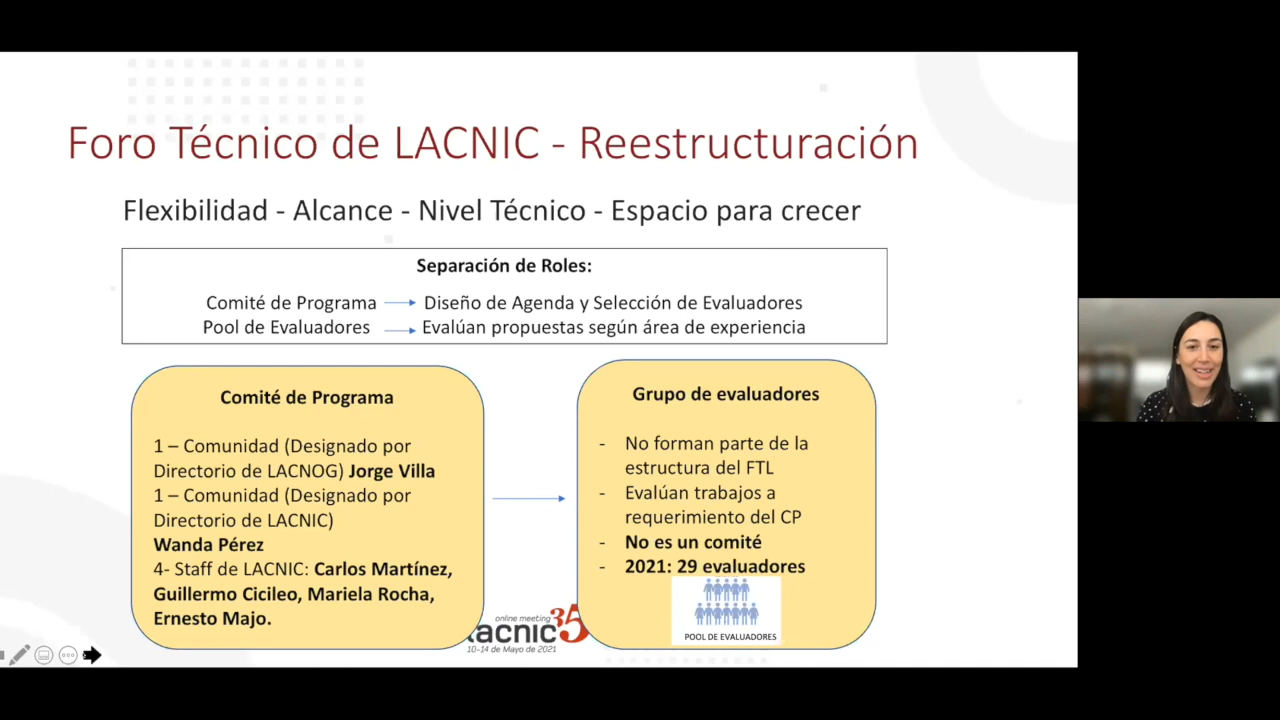 Foro Técnico de LACNIC - Reestructuración
Flexibilidad - Alcance - Nivel Técnico - Espacio para crecer
Separación de Roles:
Comité de Programa
Diseño de Agenda y Selección de Evaluadores
Pool de Evaluadores
Evalúan propuestas según área de experiencia
Comité de Programa
1 – Comunidad (Designado por
Directorio de LACNOG) Jorge Villa
1 – Comunidad (Designado por
Directorio de LACNIC)
Wanda Pérez
4- Staff de LACNIC: Carlos Martínez,
Guillermo Cicileo, Mariela Rocha,
Ernesto Majo.
Grupo de evaluadores
- No forman parte de la
estructura del FTL
- Evalúan trabajos a
requerimiento del CP
- No es un comité
- 2021: 29 evaluadores
POOL DE EVALUADORES
online meeting
lacnic 35
10-14 de Mayo de 2021